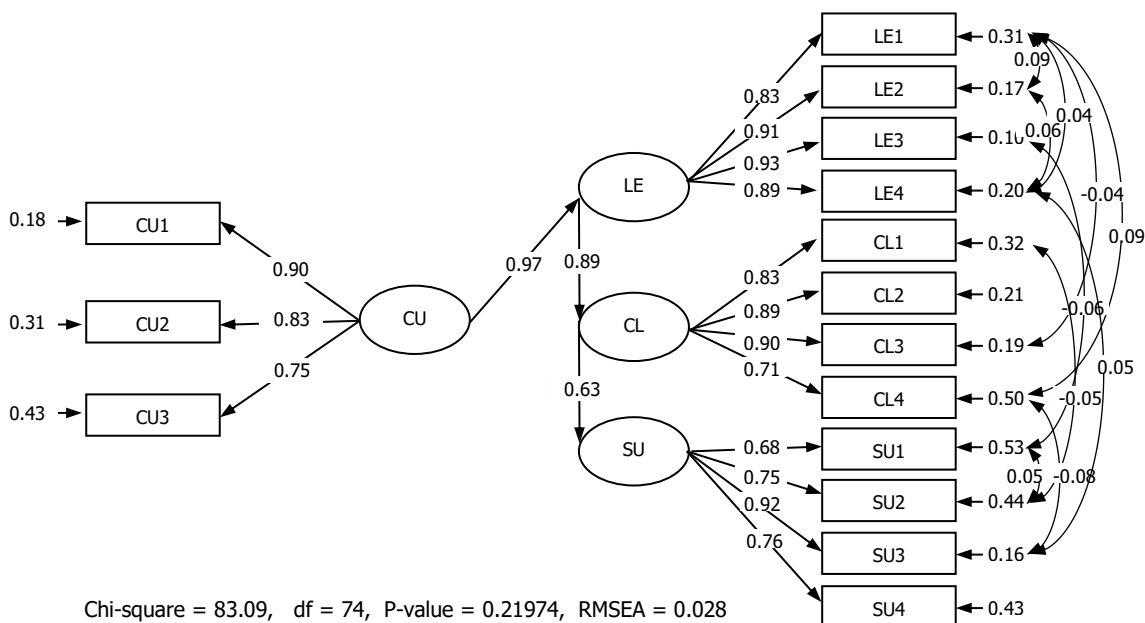 LE1
0.31
0.09
LE2
0.17
0.83
0.04
0.91
LE3
0.06
0.93
LE
LE4
0.20
0.89
-0.04
0.18
CU1
CL1
0.32
0.09
0.83
0.97
0.89
0.90
CL2
0.21
0.89
-0.06
0.31
CU2
0.83
CU
CL
CL3
0.19
0.90
0.75
0.71
0.05
0.63
CL4
0.50
-0.05
0.43
CU3
SU
0.68
SU1
0.53
0.75
0.05
-0.08
0.92
SU2
0.44
0.76
SU3
0.16
Chi-square = 83.09, df = 74, P-value = 0.21974, RMSEA = 0.028
SU4
0.43